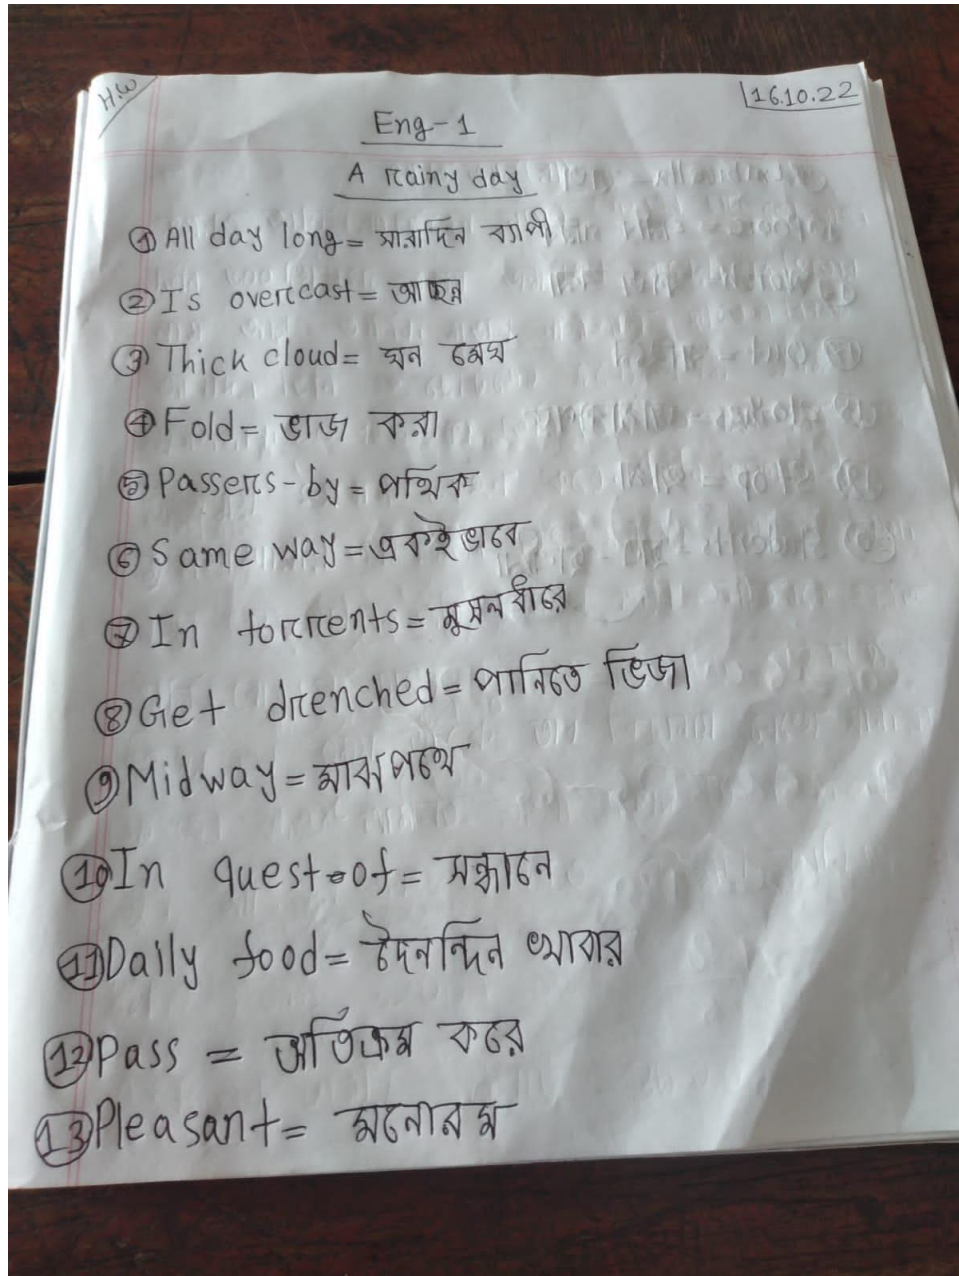 H.W
16.10.22
Eng-1
A rainy day
① All day long = সারাদিন ব্যাপী
② Is overcast = আছন্ন
③ Thick cloud = ঘন মেঘ
④ Fold = ভাজ করা
⑤ Passers-by = পথিক
⑥ Same way = একইভাবে
⑦ In torrents = মুসলধারে
⑧ Get drenched = পানিতে ভিজা
⑨ Midway = মাঝপথে
⑩ In quest-of = সন্ধানে
⑪ Daily food = দৈনন্দিন খাবার
⑫ Pass = অতিক্রম করে
⑬ Pleasant = মনোরম